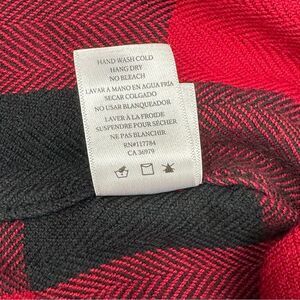 HAND WASH COLD
HANG DRY
NO BLEACH
LAVAR A MANO EN AGUA FRÍA
SECAR COLGADO
NO USAR BLANQUEADOR
LAVER À LA FROIDE
SUSPENDRE POUR SÉCHER
NE PAS BLANCHIR
RN#117784
CA 36979